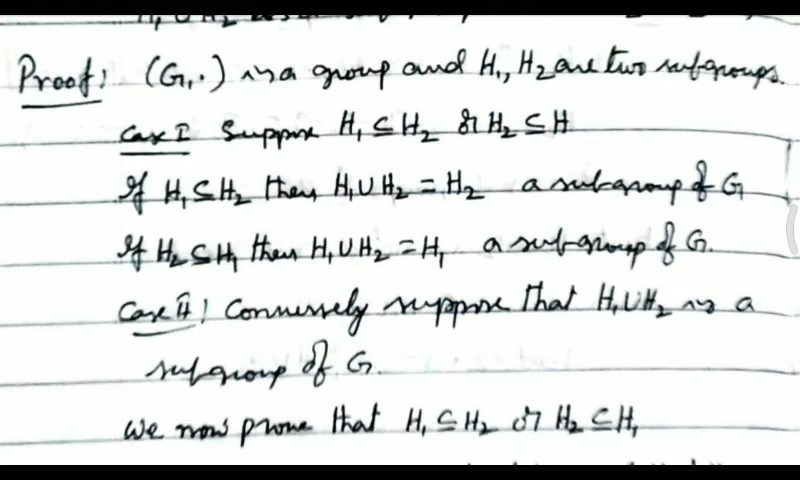 H₁∪H₂
Proof: (G,.) is a group and H₁, H₂ are two subgroups.
Case I Suppose H₁ ⊆ H₂ or H₂ ⊆ H
If H₁ ⊆ H₂ then H₁∪H₂ = H₂ a subgroup of G
If H₂ ⊆ H₁ then H₁∪H₂ = H₁ a subgroup of G.
Case II: Conversely suppose that H₁∪H₂ is a
subgroup of G.
We now prove that H₁ ⊆ H₂ or H₂ ⊆ H₁